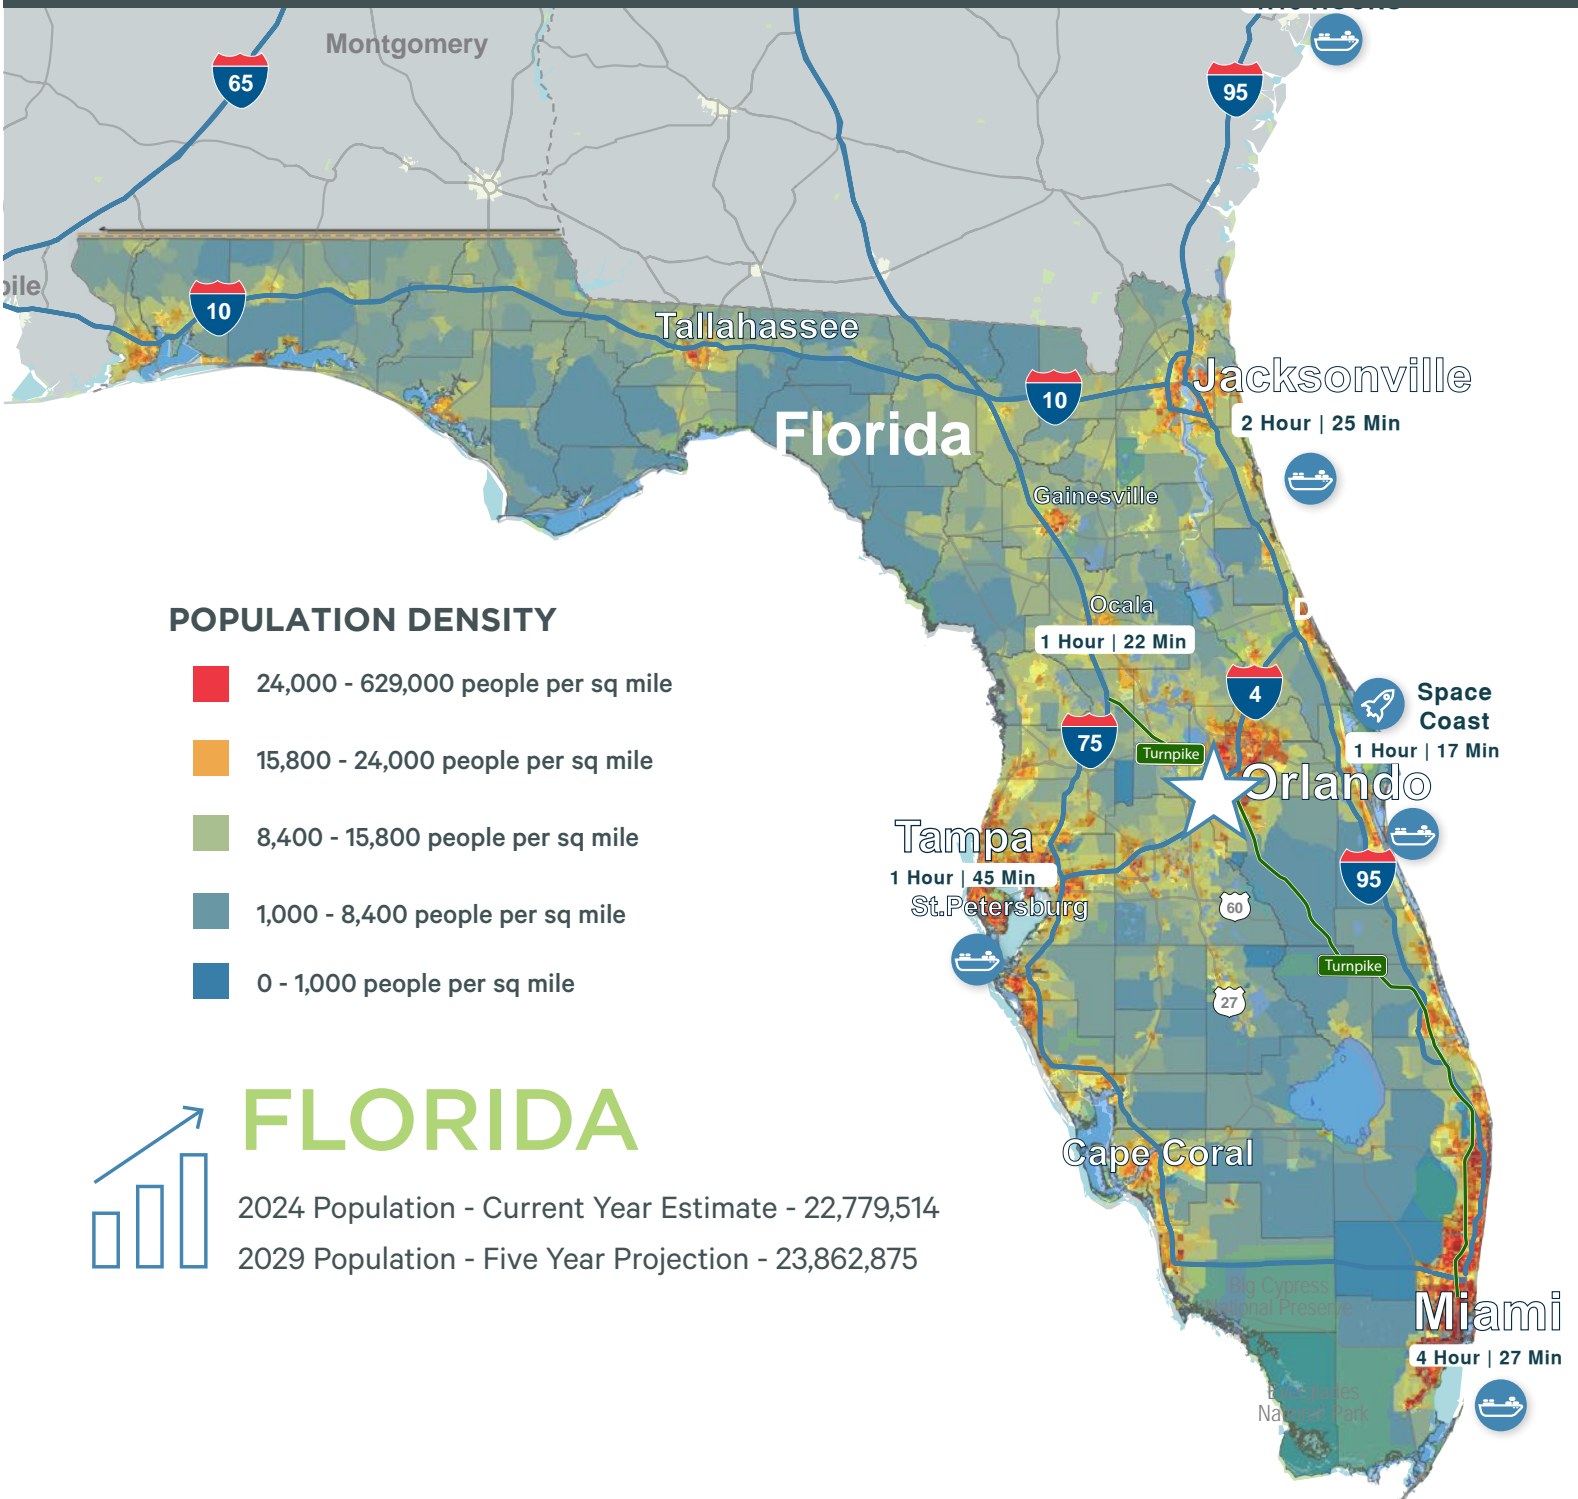 Montgomery
65
95
10
Tallahassee
Jacksonville
2 Hour | 25 Min
10
Florida
Gainesville
Ocala
1 Hour | 22 Min
POPULATION DENSITY
24,000 - 629,000 people per sq mile
15,800 - 24,000 people per sq mile
8,400 - 15,800 people per sq mile
1,000 - 8,400 people per sq mile
0 - 1,000 people per sq mile
4
Space
Coast
1 Hour | 17 Min
75
Turnpike
Orlando
Tampa
1 Hour | 45 Min
St.Petersburg
95
60
Turnpike
27
FLORIDA
2024 Population - Current Year Estimate - 22,779,514
2029 Population - Five Year Projection - 23,862,875
Cape Coral
Big Cypress
National Preserve
Miami
4 Hour | 27 Min
Everglades
National Park